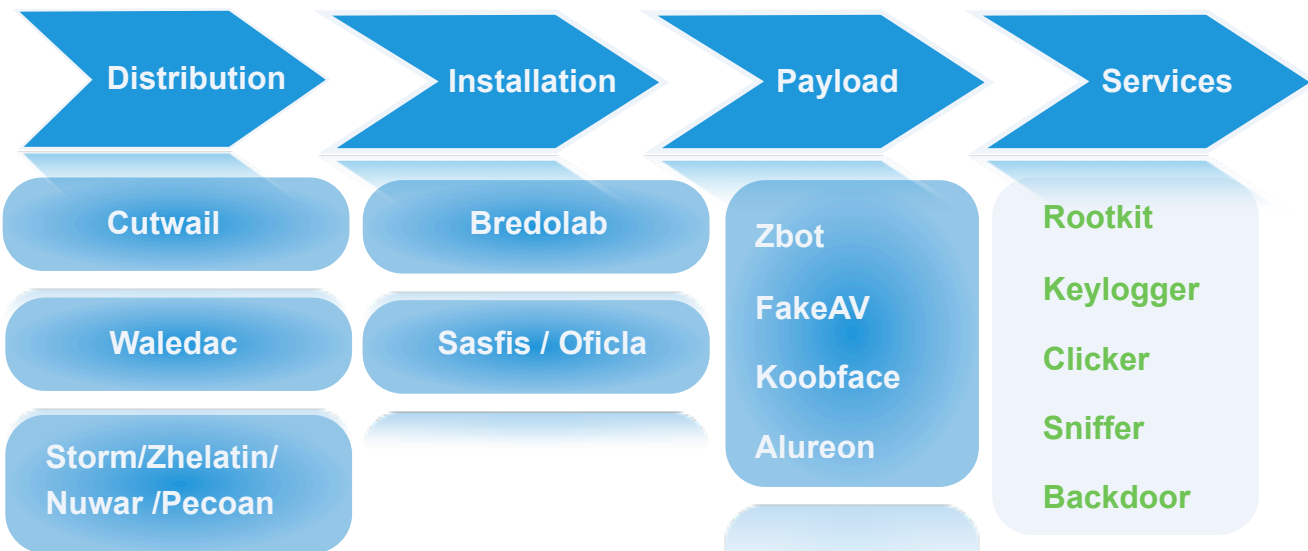 Distribution
Installation
Payload
Services
Cutwail
Waledac
Storm/Zhelatin/
Nuwar /Pecoan
Bredolab
Sasfis / Oficla
Zbot
FakeAV
Koobface
Alureon
Rootkit
Keylogger
Clicker
Sniffer
Backdoor